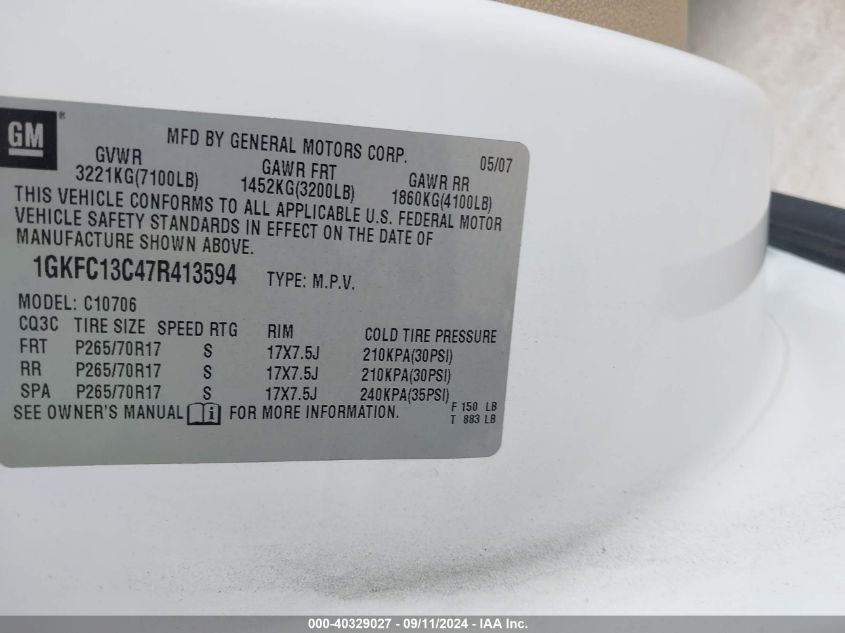 GM®
MFD BY GENERAL MOTORS CORP. 05/07
GVWR GAWR FRT GAWR RR
3221KG(7100LB) 1452KG(3200LB) 1860KG(4100LB)
THIS VEHICLE CONFORMS TO ALL APPLICABLE U.S. FEDERAL MOTOR
VEHICLE SAFETY STANDARDS IN EFFECT ON THE DATE OF
MANUFACTURE SHOWN ABOVE.
1GKFC13C47R413594 TYPE: M.P.V.
MODEL: C10706
CQ3C TIRE SIZE SPEED RTG RIM COLD TIRE PRESSURE
FRT P265/70R17 S 17X7.5J 210KPA(30PSI)
RR P265/70R17 S 17X7.5J 210KPA(30PSI)
SPA P265/70R17 S 17X7.5J 240KPA(35PSI)
SEE OWNER'S MANUAL i FOR MORE INFORMATION. F 150 LB
T 883 LB
000-40329027 - 09/11/2024 - IAA Inc.